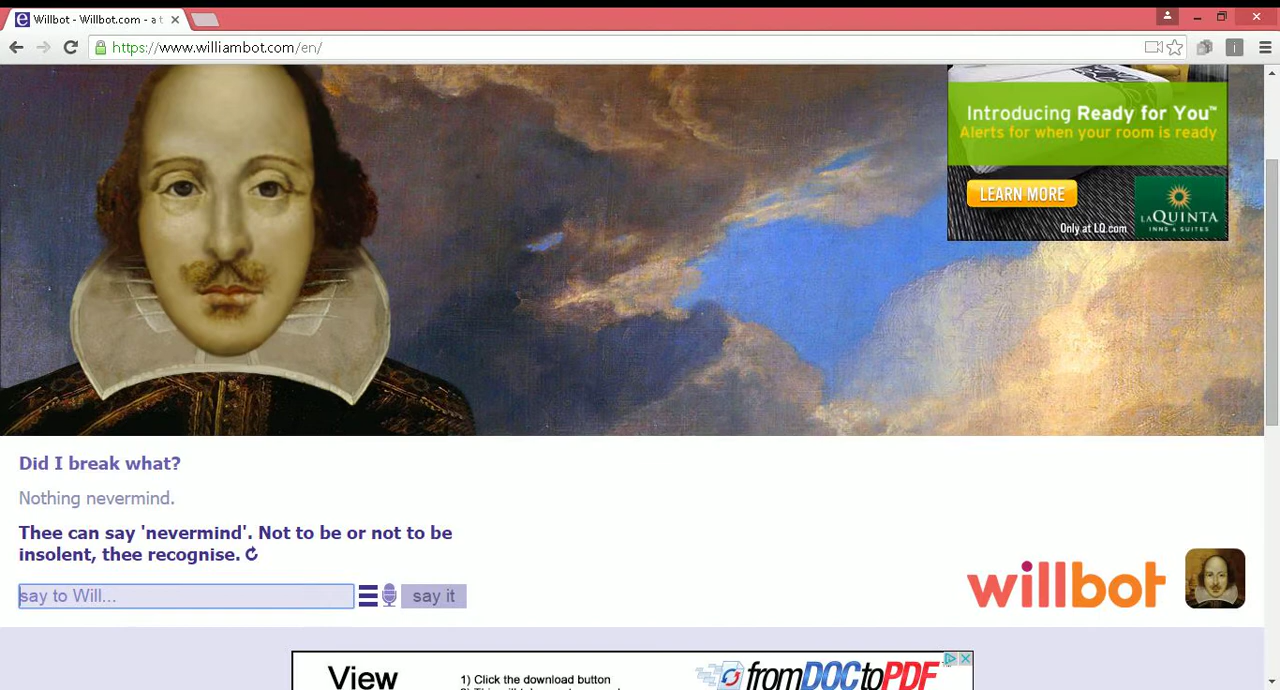 Willbot - Willbot.com - a t
https://www.williambot.com/en/
Introducing Ready for You™
Alerts for when your room is ready
LEARN MORE
LAQUINTA
INNS & SUITES
Only at LQ.com
Did I break what?
Nothing nevermind.
Thee can say 'nevermind'. Not to be or not to be
insolent, thee recognise.
say to Will...
say it
willbot
View
1) Click the download button
fromDOCtoPDF